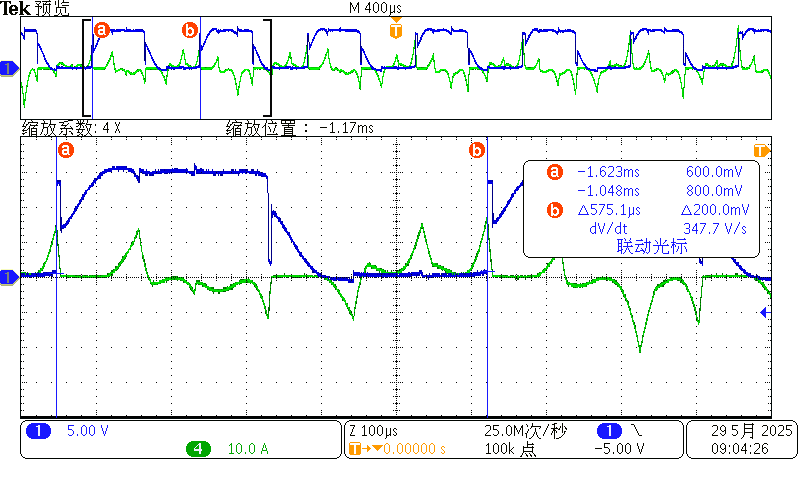 Tek 预览 M 400µs
a b T
1
缩放系数: 4 X 缩放位置： -1.17ms
a b T
a -1.623ms 600.0mV
-1.048ms 800.0mV
b Δ575.1µs Δ200.0mV
dV/dt 347.7 V/s
联动光标
1
1 5.00 V Z 100µs 25.0M次/秒 1 \ 29 5月 2025
4 10.0 A T→▼0.00000 s 100k 点 -5.00 V 09:04:26